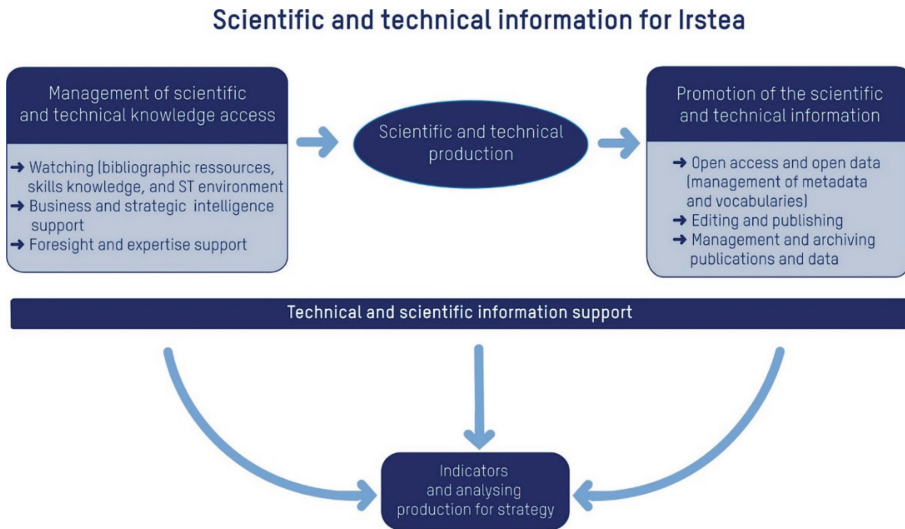 Scientific and technical information for Irstea
Management of scientific
and technical knowledge access
➔ Watching (bibliographic ressources,
skills knowledge, and ST environment
➔ Business and strategic intelligence
support
➔ Foresight and expertise support
Scientific and technical
production
Promotion of the scientific
and technical information
➔ Open access and open data
(management of metadata
and vocabularies)
➔ Editing and publishing
➔ Management and archiving
publications and data
Technical and scientific information support
Indicators
and analysing
production for strategy